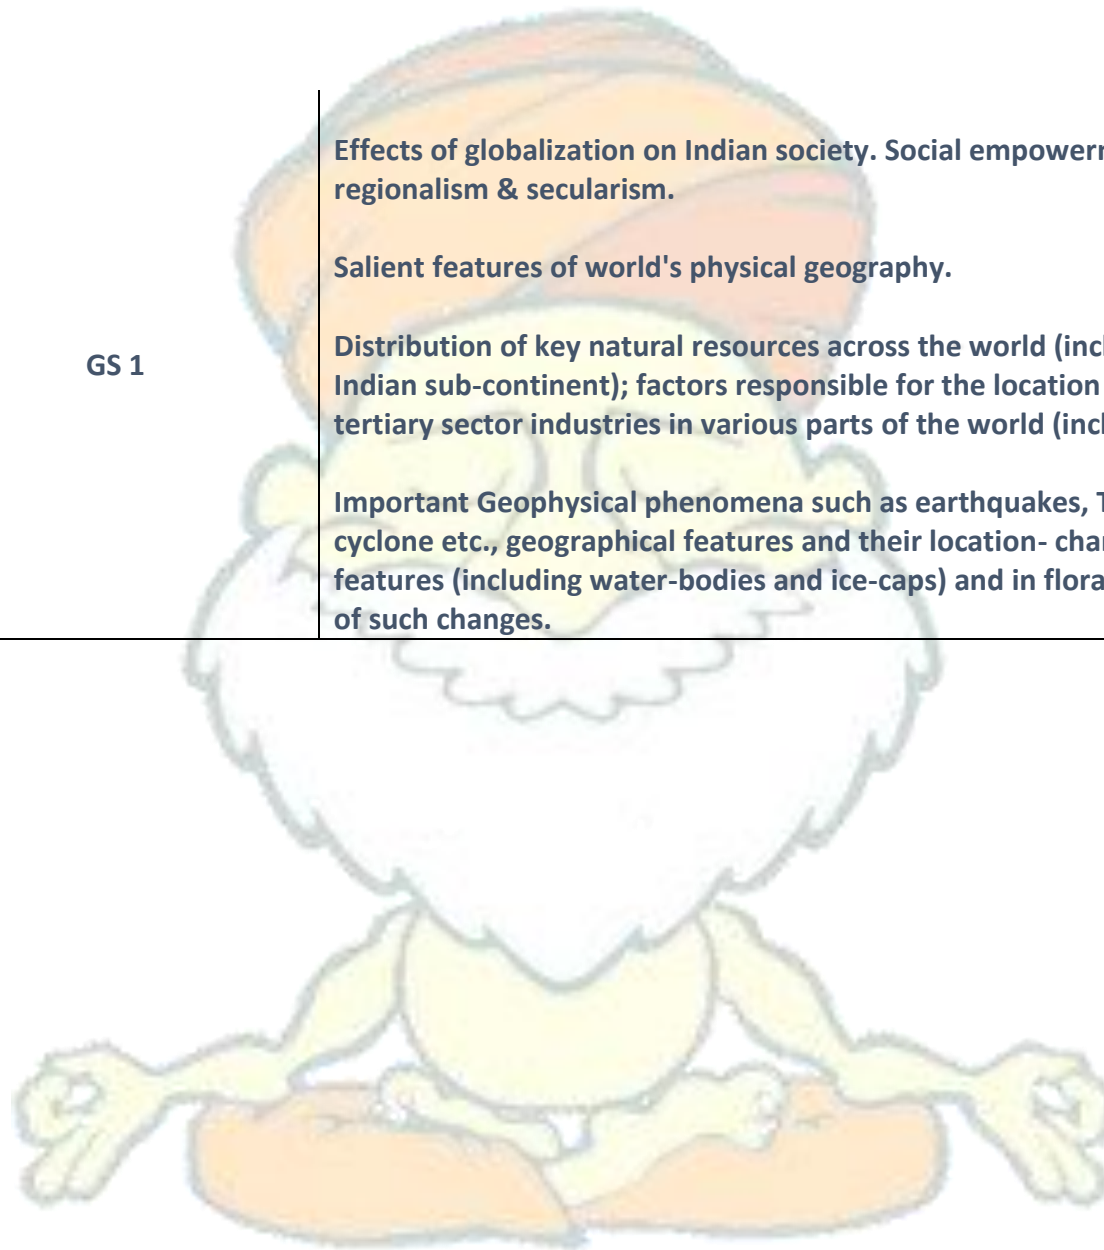 Effects of globalization on Indian society. Social empowerm
regionalism & secularism.
Salient features of world's physical geography.
GS 1
Distribution of key natural resources across the world (incl
Indian sub-continent); factors responsible for the location
tertiary sector industries in various parts of the world (incl
Important Geophysical phenomena such as earthquakes, T
cyclone etc., geographical features and their location- chan
features (including water-bodies and ice-caps) and in flora
of such changes.